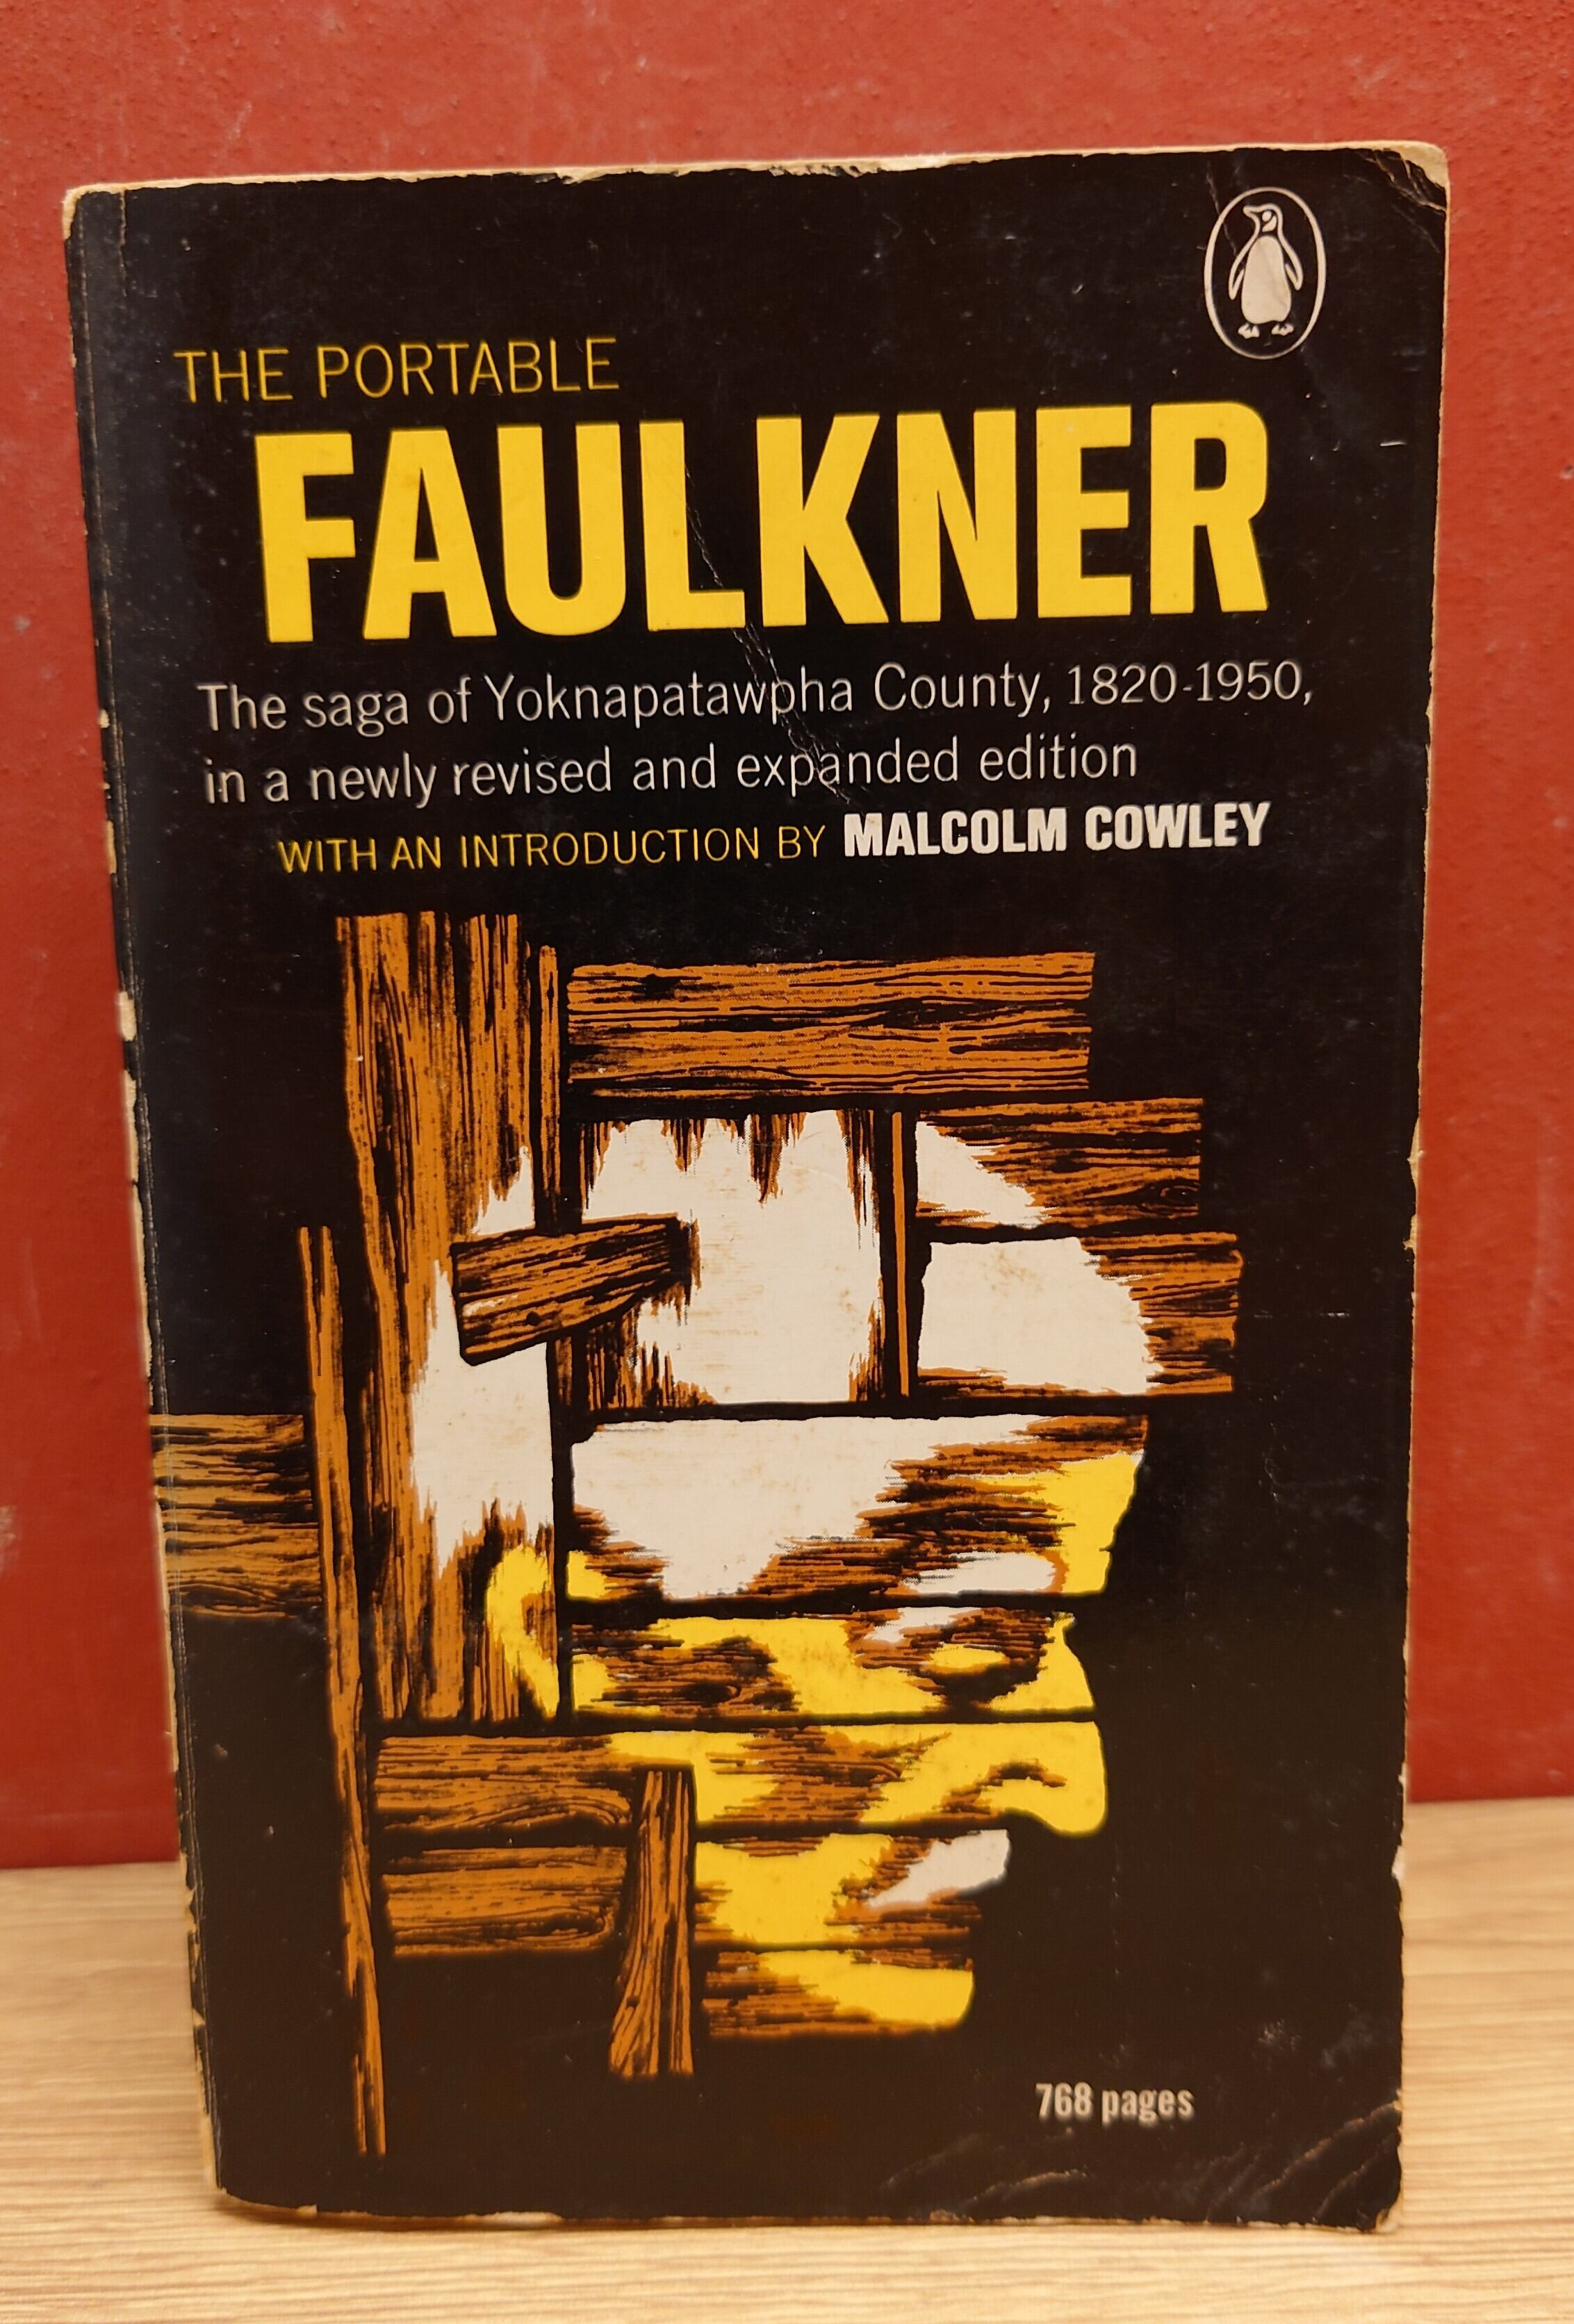 THE PORTABLE
FAULKNER
The saga of Yoknapatawpha County, 1820-1950,
in a newly revised and expanded edition
WITH AN INTRODUCTION BY MALCOLM COWLEY
768 pages